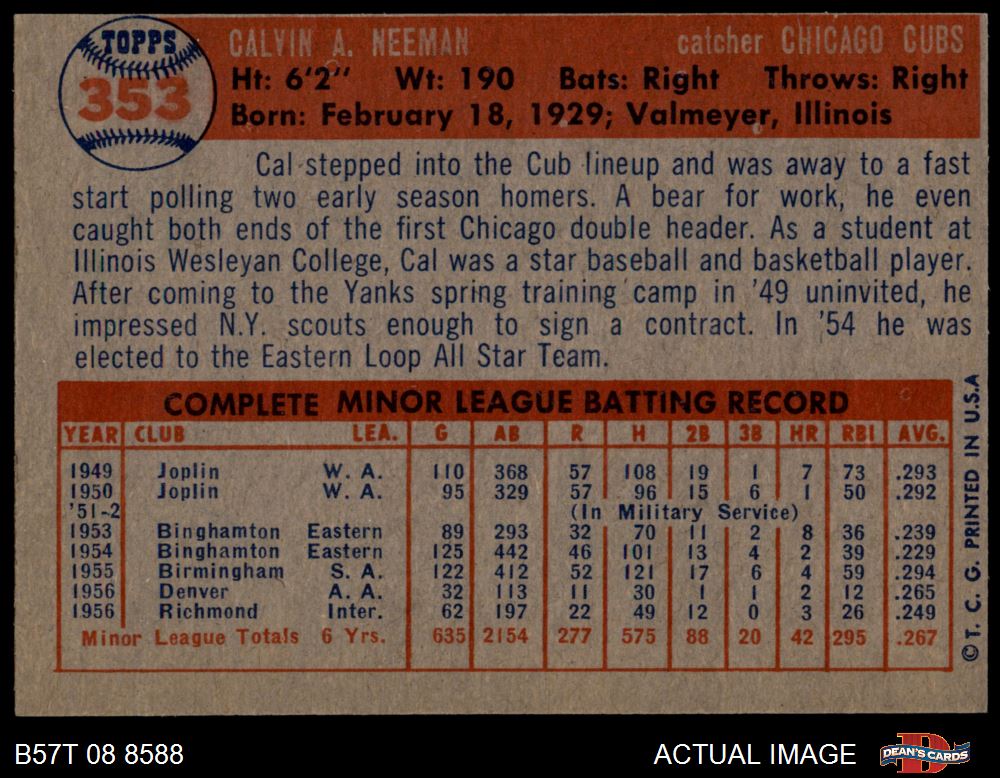 TOPPS
353
CALVIN A. NEEMAN catcher CHICAGO CUBS
Ht: 6'2" Wt: 190 Bats: Right Throws: Right
Born: February 18, 1929; Valmeyer, Illinois
Cal stepped into the Cub lineup and was away to a fast
start polling two early season homers. A bear for work, he even
caught both ends of the first Chicago double header. As a student at
Illinois Wesleyan College, Cal was a star baseball and basketball player.
After coming to the Yanks spring training camp in '49 uninvited, he
impressed N.Y. scouts enough to sign a contract. In '54 he was
elected to the Eastern Loop All Star Team.
COMPLETE MINOR LEAGUE BATTING RECORD
YEAR CLUB LEA. G AB R H 2B 3B HR RBI AVG.
1949 Joplin W. A. 110 368 57 108 19 1 7 73 .293
1950 Joplin W. A. 95 329 57 96 15 6 1 50 .292
'51-2 (In Military Service)
1953 Binghamton Eastern 89 293 32 70 11 2 8 36 .239
1954 Binghamton Eastern 125 442 46 101 13 4 2 39 .229
1955 Birmingham S. A. 122 412 52 121 17 6 4 59 .294
1956 Denver A. A. 32 113 11 30 1 1 2 12 .265
1956 Richmond Inter. 62 197 22 49 12 0 3 26 .249
Minor League Totals 6 Yrs. 635 2154 277 575 88 20 42 295 .267
©T. C. G. PRINTED IN U.S.A
B57T 08 8588 ACTUAL IMAGE
DEAN'S CARDS